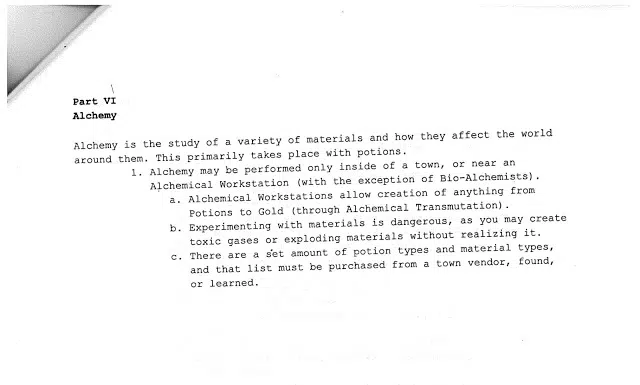 Part VI
Alchemy
Alchemy is the study of a variety of materials and how they affect the world
around them. This primarily takes place with potions.
1. Alchemy may be performed only inside of a town, or near an
Alchemical Workstation (with the exception of Bio-Alchemists).
a. Alchemical Workstations allow creation of anything from
Potions to Gold (through Alchemical Transmutation).
b. Experimenting with materials is dangerous, as you may create
toxic gases or exploding materials without realizing it.
c. There are a set amount of potion types and material types,
and that list must be purchased from a town vendor, found,
or learned.